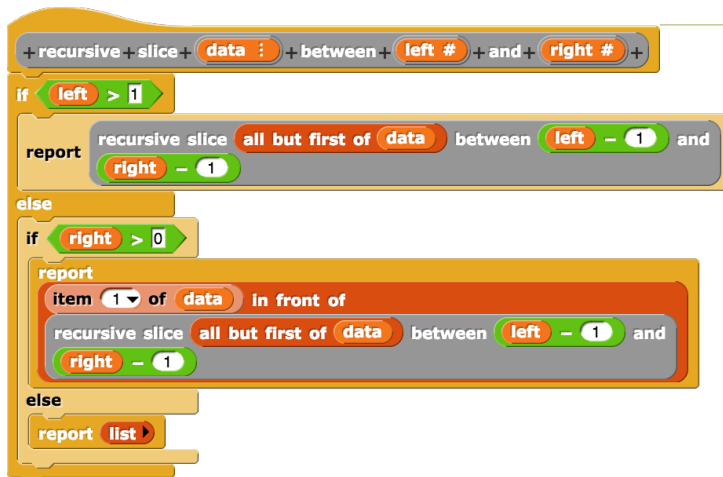 + recursive + slice + data ⋮ + between + left # + and + right # +
if left > 1
recursive slice all but first of data between left - 1 and
report
right - 1
else
if right > 0
report
item 1 of data in front of
recursive slice all but first of data between left - 1 and
right - 1
else
report list